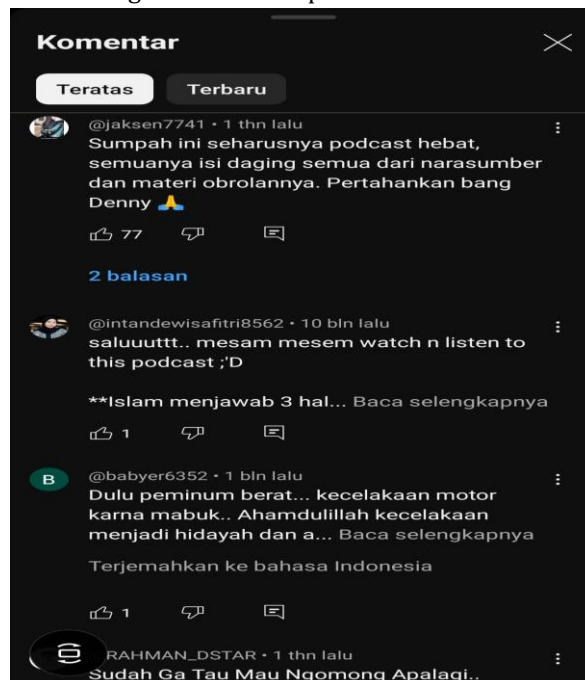 Komentar
Teratas Terbaru
@jaksen7741 • 1 thn lalu
Sumpah ini seharusnya podcast hebat,
semuanya isi daging semua dari narasumber
dan materi obrolannya. Pertahankan bang
Denny 🙏
77
2 balasan
@intandewisafitri8562 • 10 bln lalu
saluuuttt.. mesam mesem watch n listen to
this podcast ;'D
**Islam menjawab 3 hal... Baca selengkapnya
1
B
@babyer6352 • 1 bln lalu
Dulu peminum berat... kecelakaan motor
karna mabuk.. Ahamdulillah kecelakaan
menjadi hidayah dan a... Baca selengkapnya
Terjemahkan ke bahasa Indonesia
1
RAHMAN_DSTAR • 1 thn lalu
Sudah Ga Tau Mau Ngomong Apalagi..